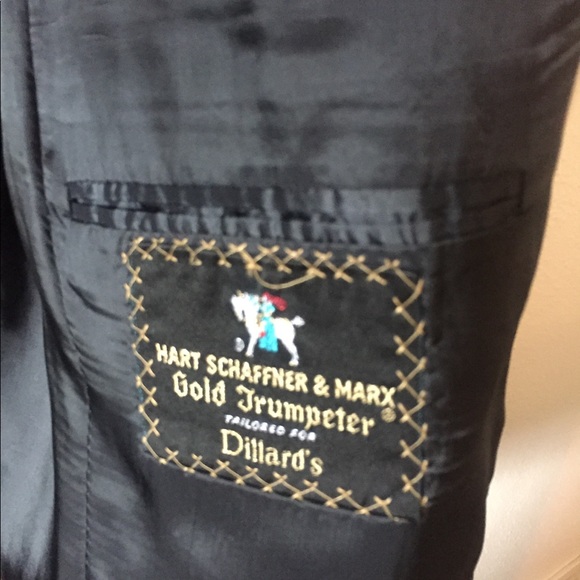 HART SCHAFFNER & MARX
Gold Trumpeter®
TAILORED FOR
Dillard's